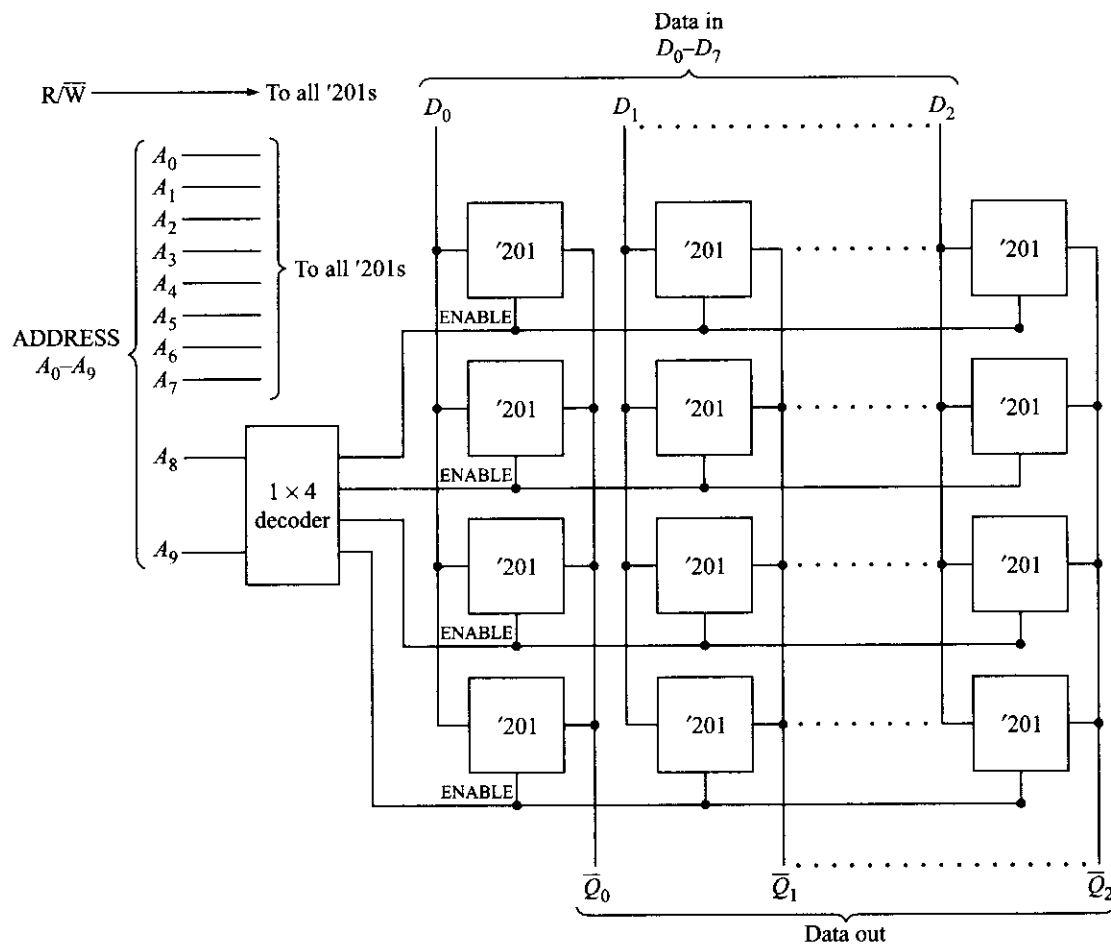 Data in
D₀–D₇
R/W̅ To all '201s
D₀ D₁ D₂
A₀
A₁
A₂
A₃
A₄
A₅
A₆
A₇
To all '201s
ADDRESS
A₀–A₉
A₈
A₉
1 × 4
decoder
'201 '201 '201
ENABLE
'201 '201 '201
ENABLE
'201 '201 '201
ENABLE
'201 '201 '201
ENABLE
Q̅₀ Q̅₁ Q̅₂
Data out